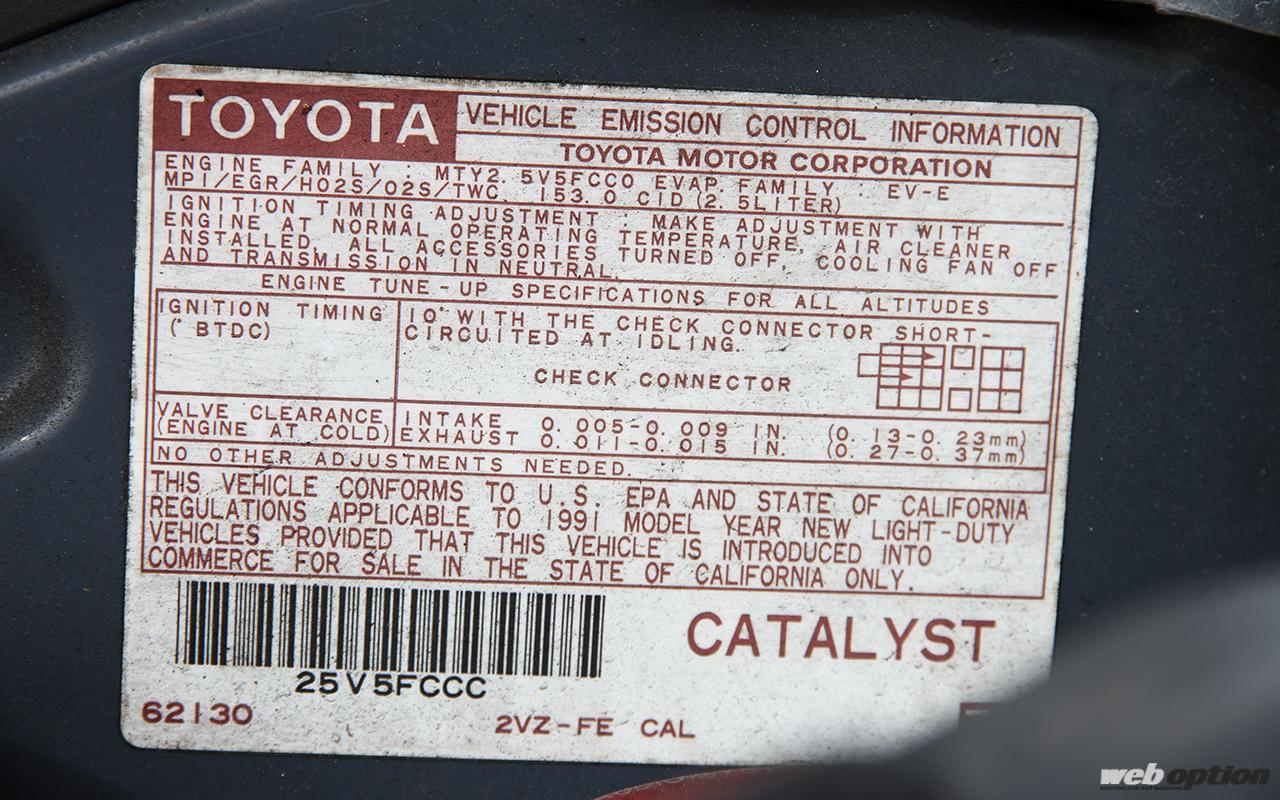 TOYOTA VEHICLE EMISSION CONTROL INFORMATION
TOYOTA MOTOR CORPORATION
ENGINE FAMILY : MTY2. 5V5FCC0 EVAP. FAMILY : EV-E
MPI/EGR/HO2S/O2S/TWC, 153.0 CID (2.5LITER)
IGNITION TIMING ADJUSTMENT : MAKE ADJUSTMENT WITH
ENGINE AT NORMAL OPERATING TEMPERATURE, AIR CLEANER
INSTALLED, ALL ACCESSORIES TURNED OFF, COOLING FAN OFF
AND TRANSMISSION IN NEUTRAL.
ENGINE TUNE-UP SPECIFICATIONS FOR ALL ALTITUDES
IGNITION TIMING
(° BTDC)
10° WITH THE CHECK CONNECTOR SHORT-
CIRCUITED AT IDLING.
CHECK CONNECTOR
VALVE CLEARANCE
(ENGINE AT COLD)
INTAKE 0.005-0.009 IN. (0.13-0.23mm)
EXHAUST 0.011-0.015 IN. (0.27-0.37mm)
NO OTHER ADJUSTMENTS NEEDED.
THIS VEHICLE CONFORMS TO U.S. EPA AND STATE OF CALIFORNIA
REGULATIONS APPLICABLE TO 1991 MODEL YEAR NEW LIGHT-DUTY
VEHICLES PROVIDED THAT THIS VEHICLE IS INTRODUCED INTO
COMMERCE FOR SALE IN THE STATE OF CALIFORNIA ONLY.
CATALYST
25V5FCCC
62130
2VZ-FE CAL
web option